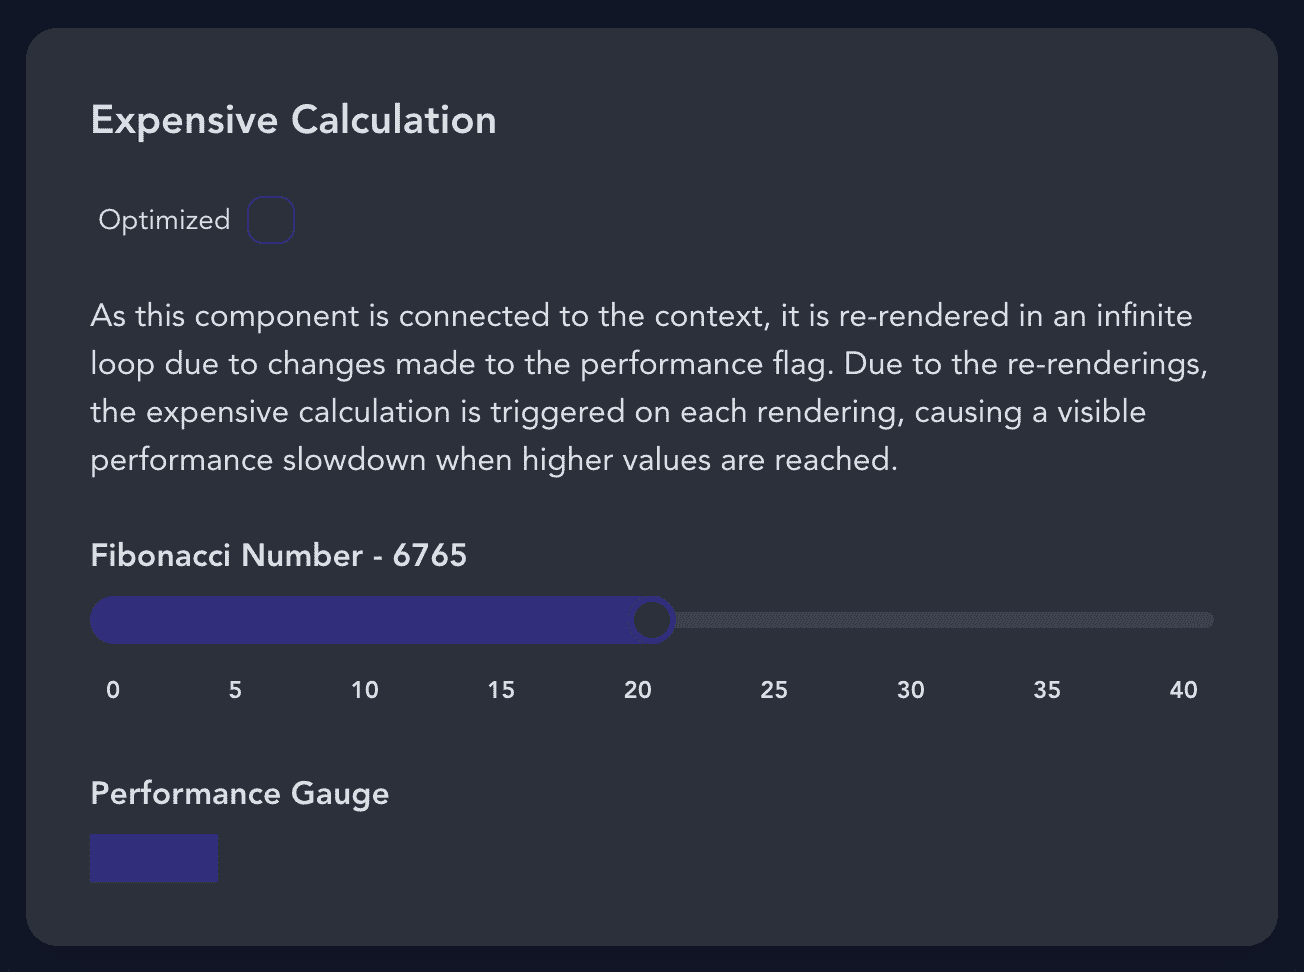 Expensive Calculation
Optimized
As this component is connected to the context, it is re-rendered in an infinite
loop due to changes made to the performance flag. Due to the re-renderings,
the expensive calculation is triggered on each rendering, causing a visible
performance slowdown when higher values are reached.
Fibonacci Number - 6765
0 5 10 15 20 25 30 35 40
Performance Gauge